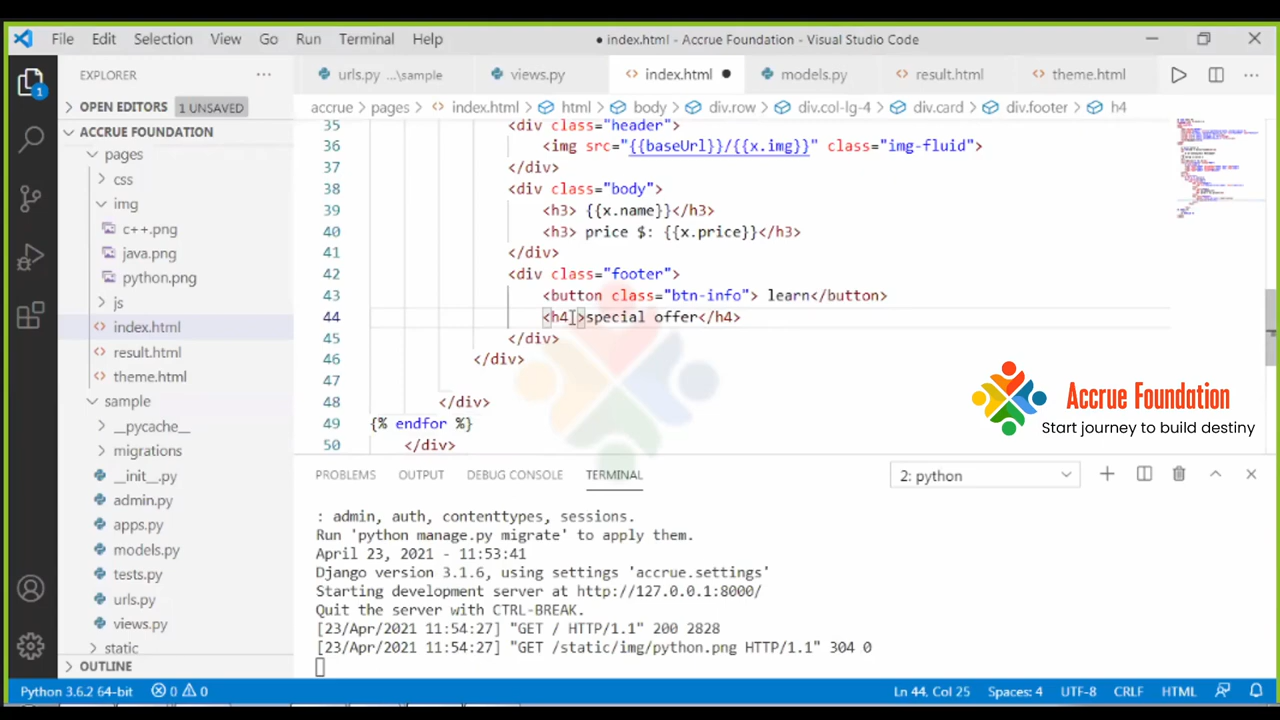 File Edit Selection View Go Run Terminal Help ● index.html - Accrue Foundation - Visual Studio Code
EXPLORER ···
urls.py ...\sample views.py <> index.html ● models.py <> result.html <> theme.html
OPEN EDITORS 1 UNSAVED
accrue > pages > <> index.html > html > body > div.row > div.col-lg-4 > div.card > div.footer > h4
1
ACCRUE FOUNDATION
pages
css
img
c++.png
java.png
python.png
js
<> index.html
<> result.html
<> theme.html
sample
__pycache__
migrations
__init__.py
admin.py
apps.py
models.py
tests.py
urls.py
views.py
static
OUTLINE
35 <div class="header">
36 <img src="{{baseUrl}}/{{x.img}}" class="img-fluid">
37 </div>
38 <div class="body">
39 <h3> {{x.name}}</h3>
40 <h3> price $: {{x.price}}</h3>
41 </div>
42 <div class="footer">
43 <button class="btn-info"> learn</button>
44 <h4 >special offer</h4>
45 </div>
46 </div>
47
48 </div>
49 {% endfor %}
50 </div>
Accrue Foundation
Start journey to build destiny
PROBLEMS OUTPUT DEBUG CONSOLE TERMINAL 2: python
: admin, auth, contenttypes, sessions.
Run 'python manage.py migrate' to apply them.
April 23, 2021 - 11:53:41
Django version 3.1.6, using settings 'accrue.settings'
Starting development server at http://127.0.0.1:8000/
Quit the server with CTRL-BREAK.
[23/Apr/2021 11:54:27] "GET / HTTP/1.1" 200 2828
[23/Apr/2021 11:54:27] "GET /static/img/python.png HTTP/1.1" 304 0
Python 3.6.2 64-bit 0 0 Ln 44, Col 25 Spaces: 4 UTF-8 CRLF HTML